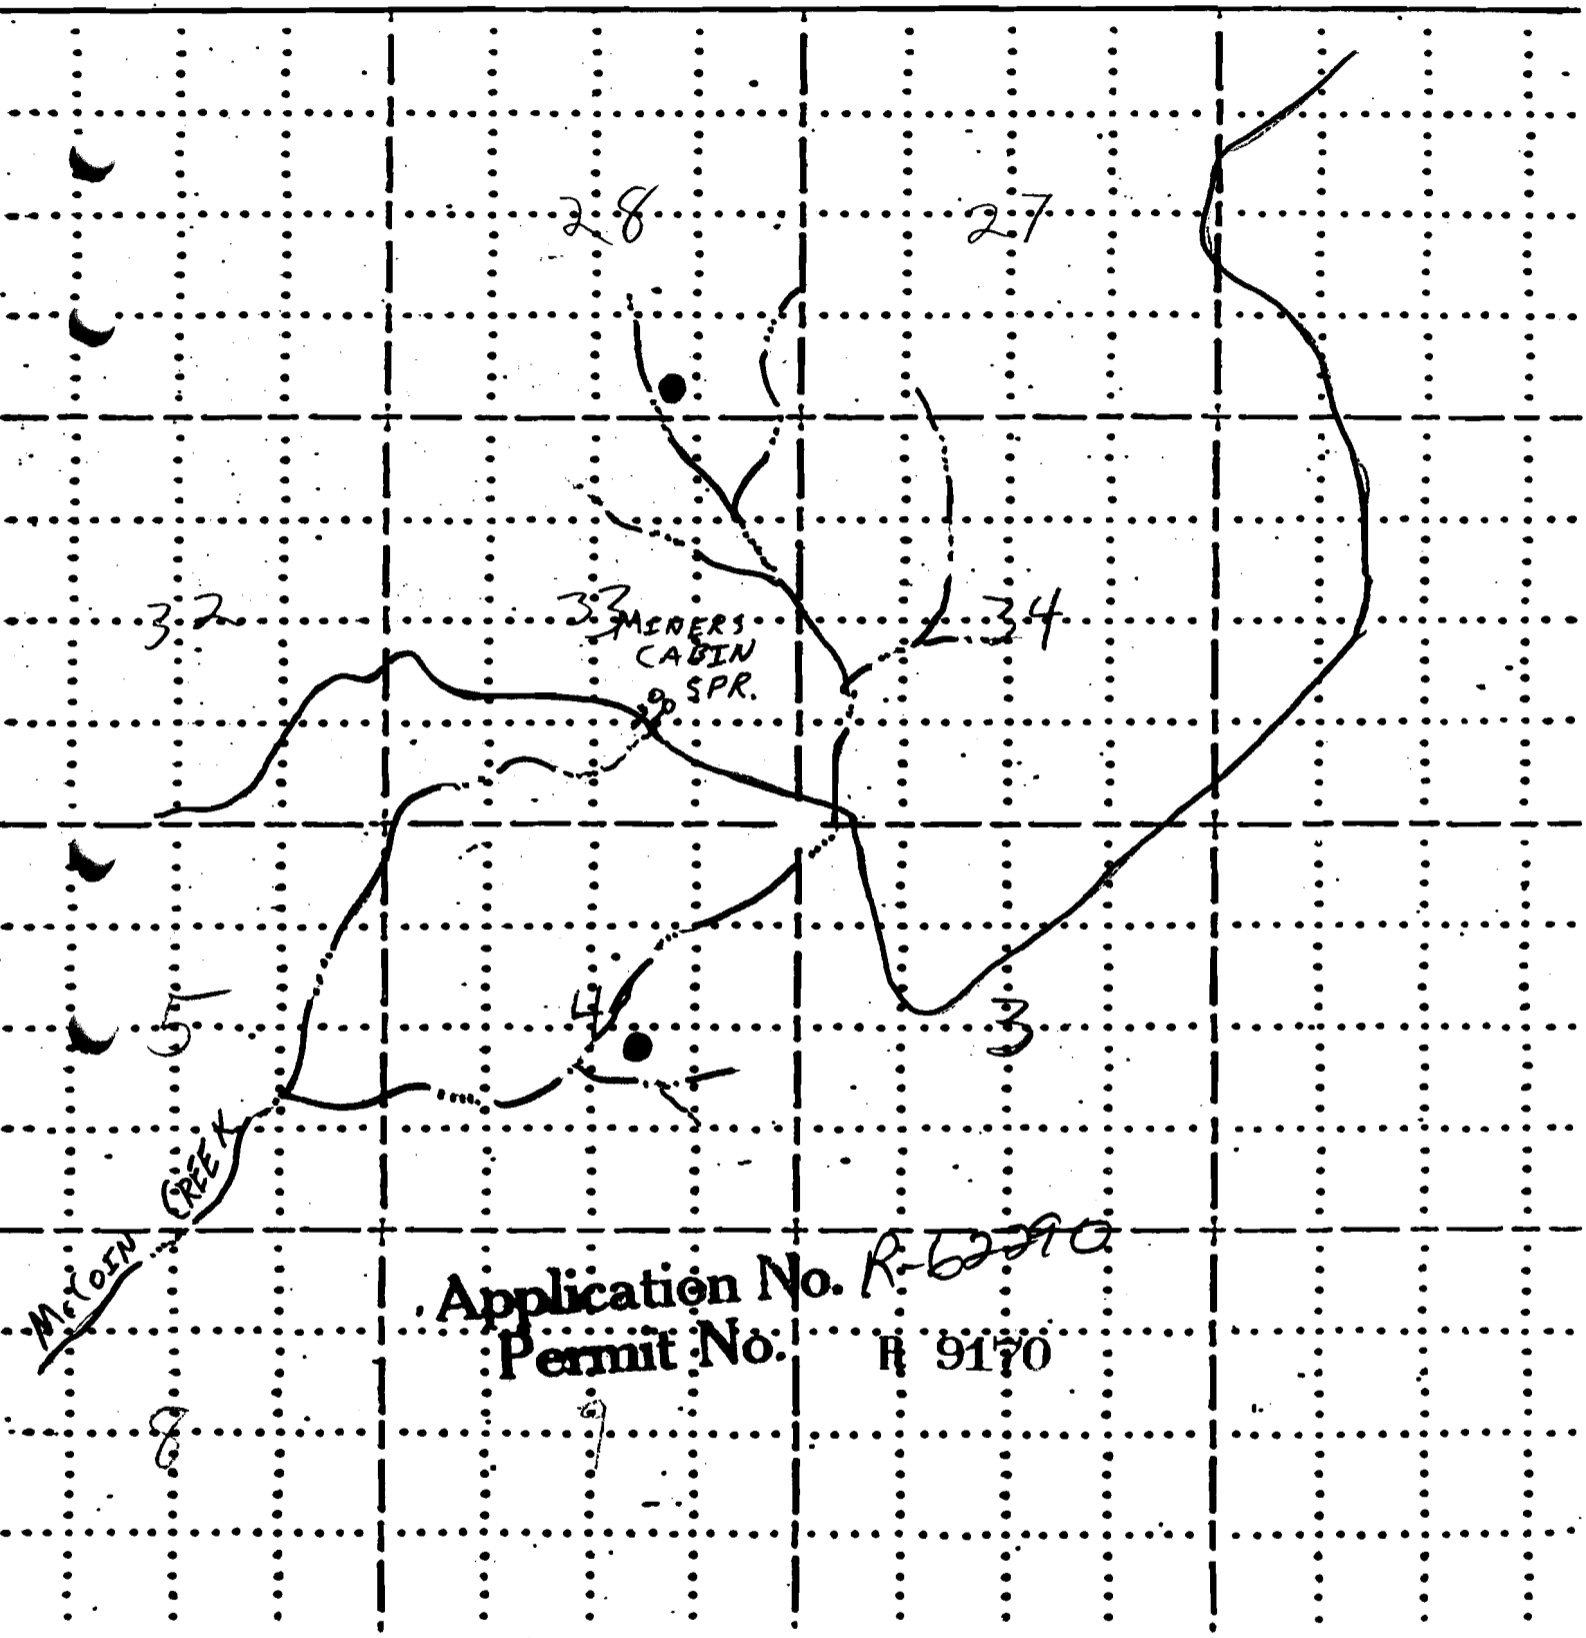 28
27
32
33
34
MINERS
CABIN
SPR.
5
4
3
McCOIN CREEK
Application No. R-62290
Permit No. R 9170
8
9